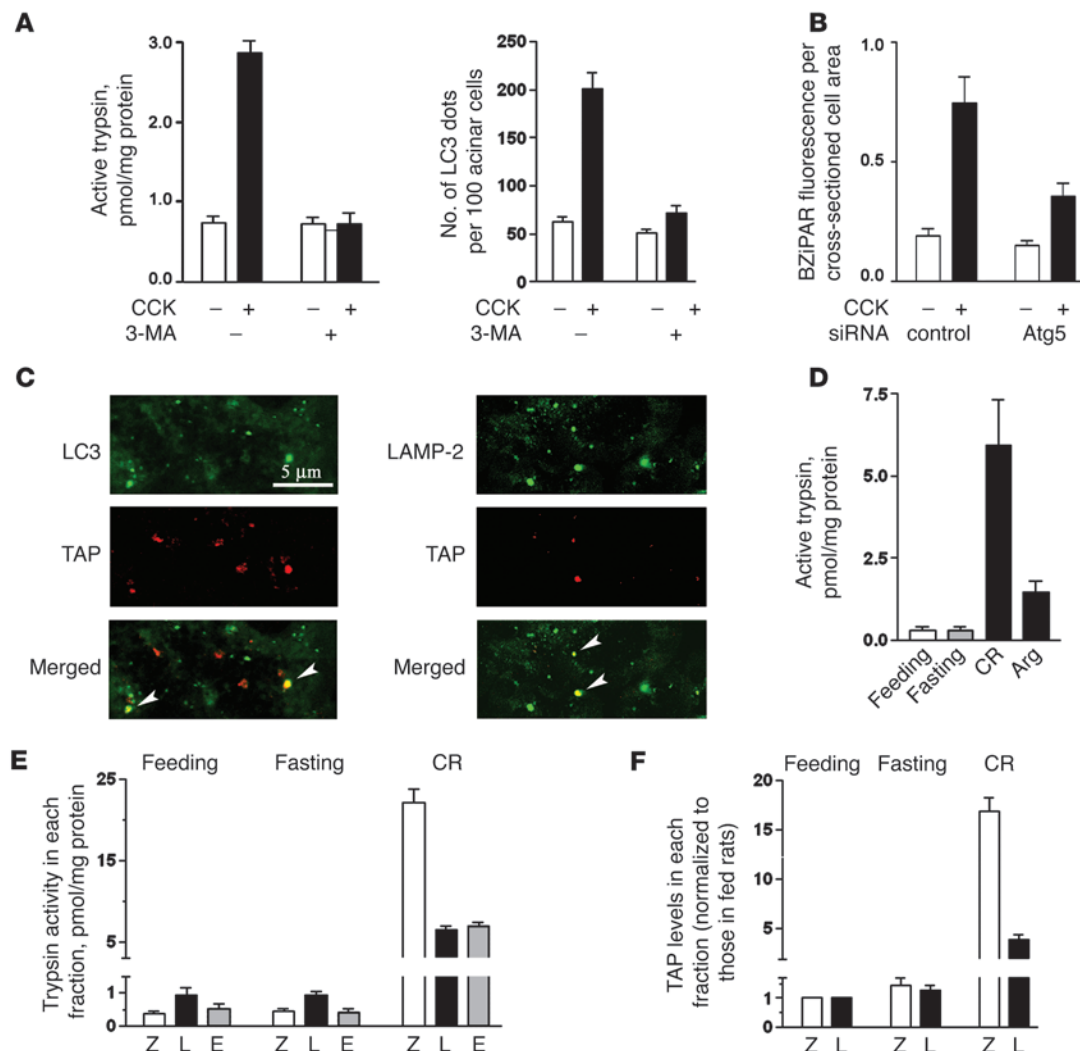 A
Active trypsin,
pmol/mg protein
3.0
2.0
1.0
0.0
CCK – + – +
3-MA – +
No. of LC3 dots
per 100 acinar cells
250
200
150
100
50
0
– + – +
– +
B
BZiPAR fluorescence per
cross-sectioned cell area
1.0
0.5
0.0
CCK – + – +
siRNA control Atg5
C
LC3
5 µm
TAP
Merged
LAMP-2
TAP
Merged
D
Active trypsin,
pmol/mg protein
7.5
5.0
2.5
0.0
Feeding
Fasting
CR
Arg
E
Feeding Fasting CR
Trypsin activity in each
fraction, pmol/mg protein
25
15
5
1
0
Z L E Z L E Z L E
F
Feeding Fasting CR
TAP levels in each
fraction (normalized to
those in fed rats)
20
15
10
5
1
0
Z L Z L Z L